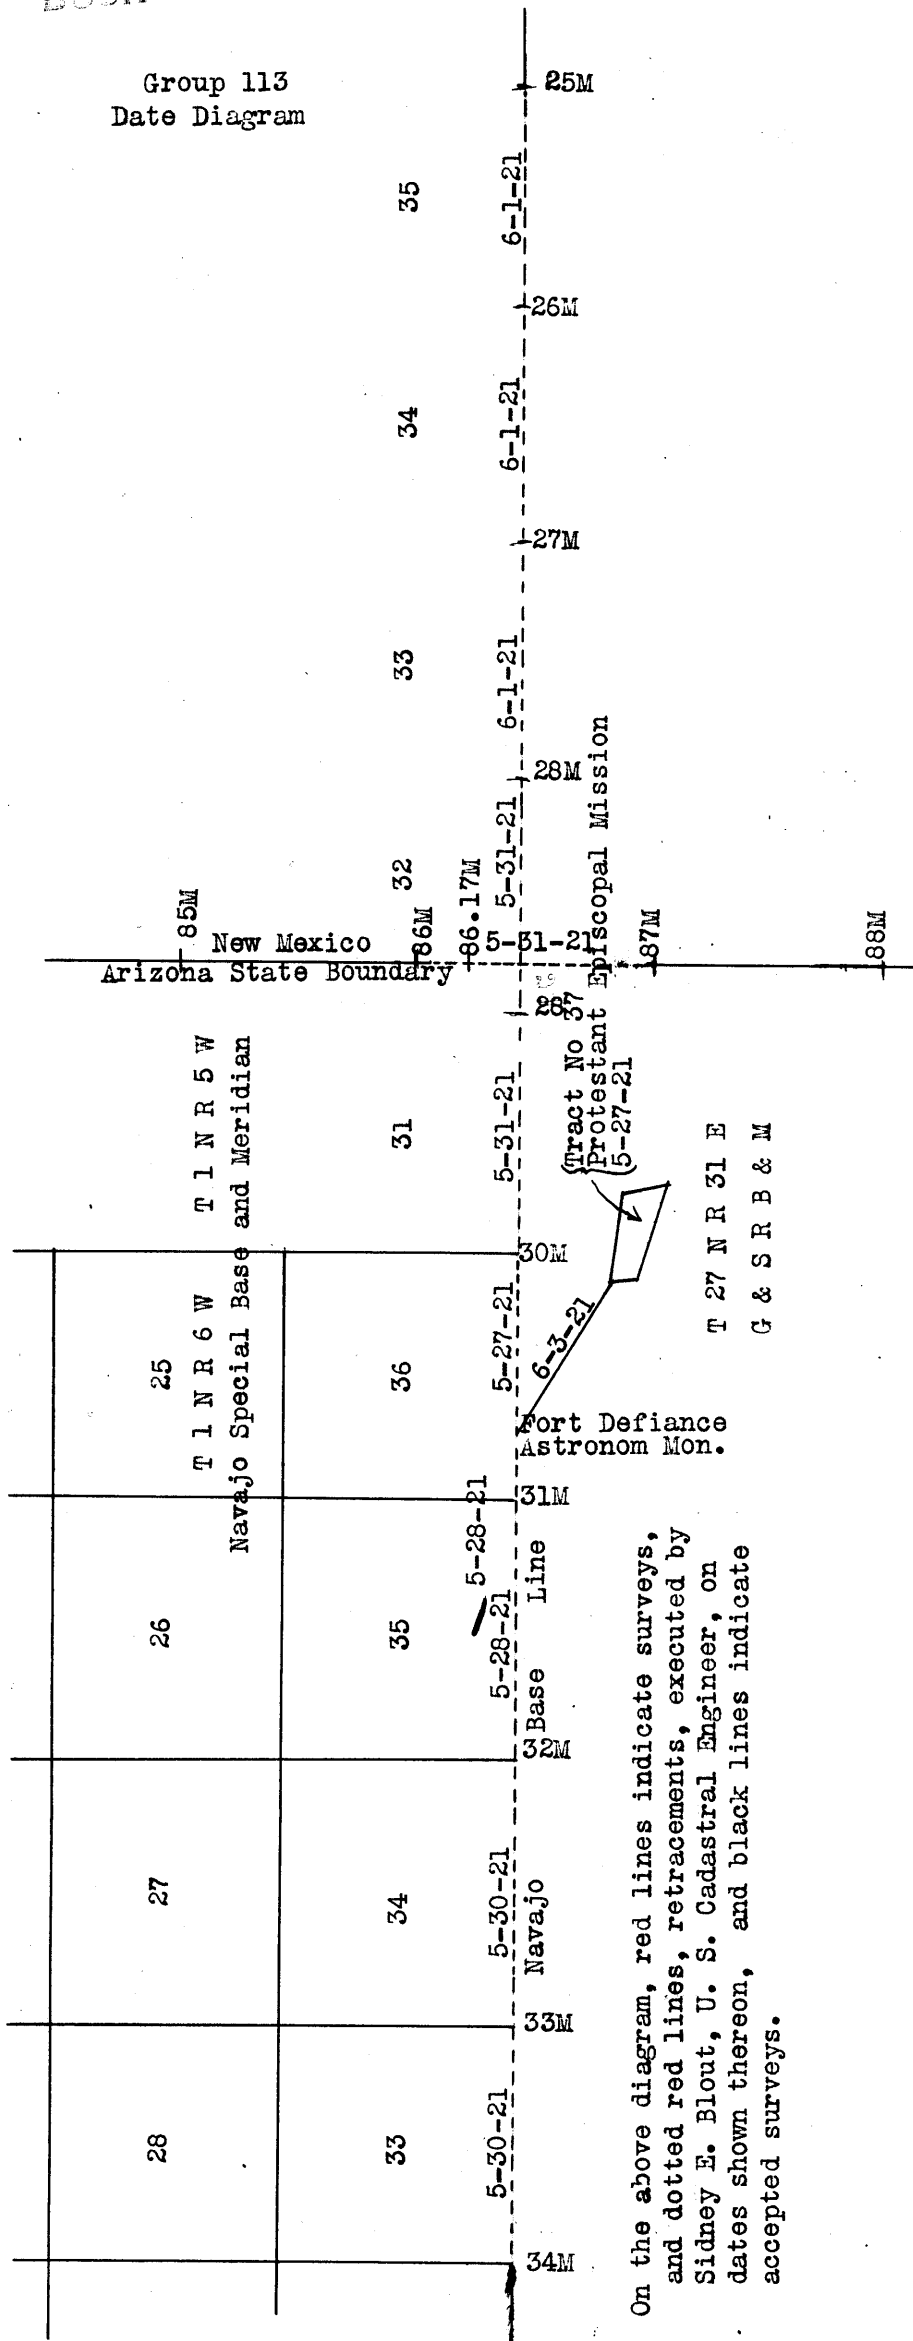 Group 113
Date Diagram
25M
35
6-1-21
26M
34
6-1-21
27M
33
6-1-21
28M
32
5-31-21
85M
86M
86.17M
5-31-21
87M
88M
New Mexico
Arizona State Boundary
28
Tract No 37
Protestant Episcopal Mission
5-27-21
T 1 N R 5 W
T 1 N R 6 W
Navajo Special Base and Meridian
31
5-31-21
30M
T 27 N R 31 E
G & S R B & M
25
36
5-27-21
6-3-21
Fort Defiance
Astronom Mon.
31M
26
35
5-28-21
5-28-21
Navajo Base Line
32M
27
34
5-30-21
33M
28
33
5-30-21
34M
On the above diagram, red lines indicate surveys,
and dotted red lines, retracements, executed by
Sidney E. Blout, U. S. Cadastral Engineer, on
dates shown thereon, and black lines indicate
accepted surveys.